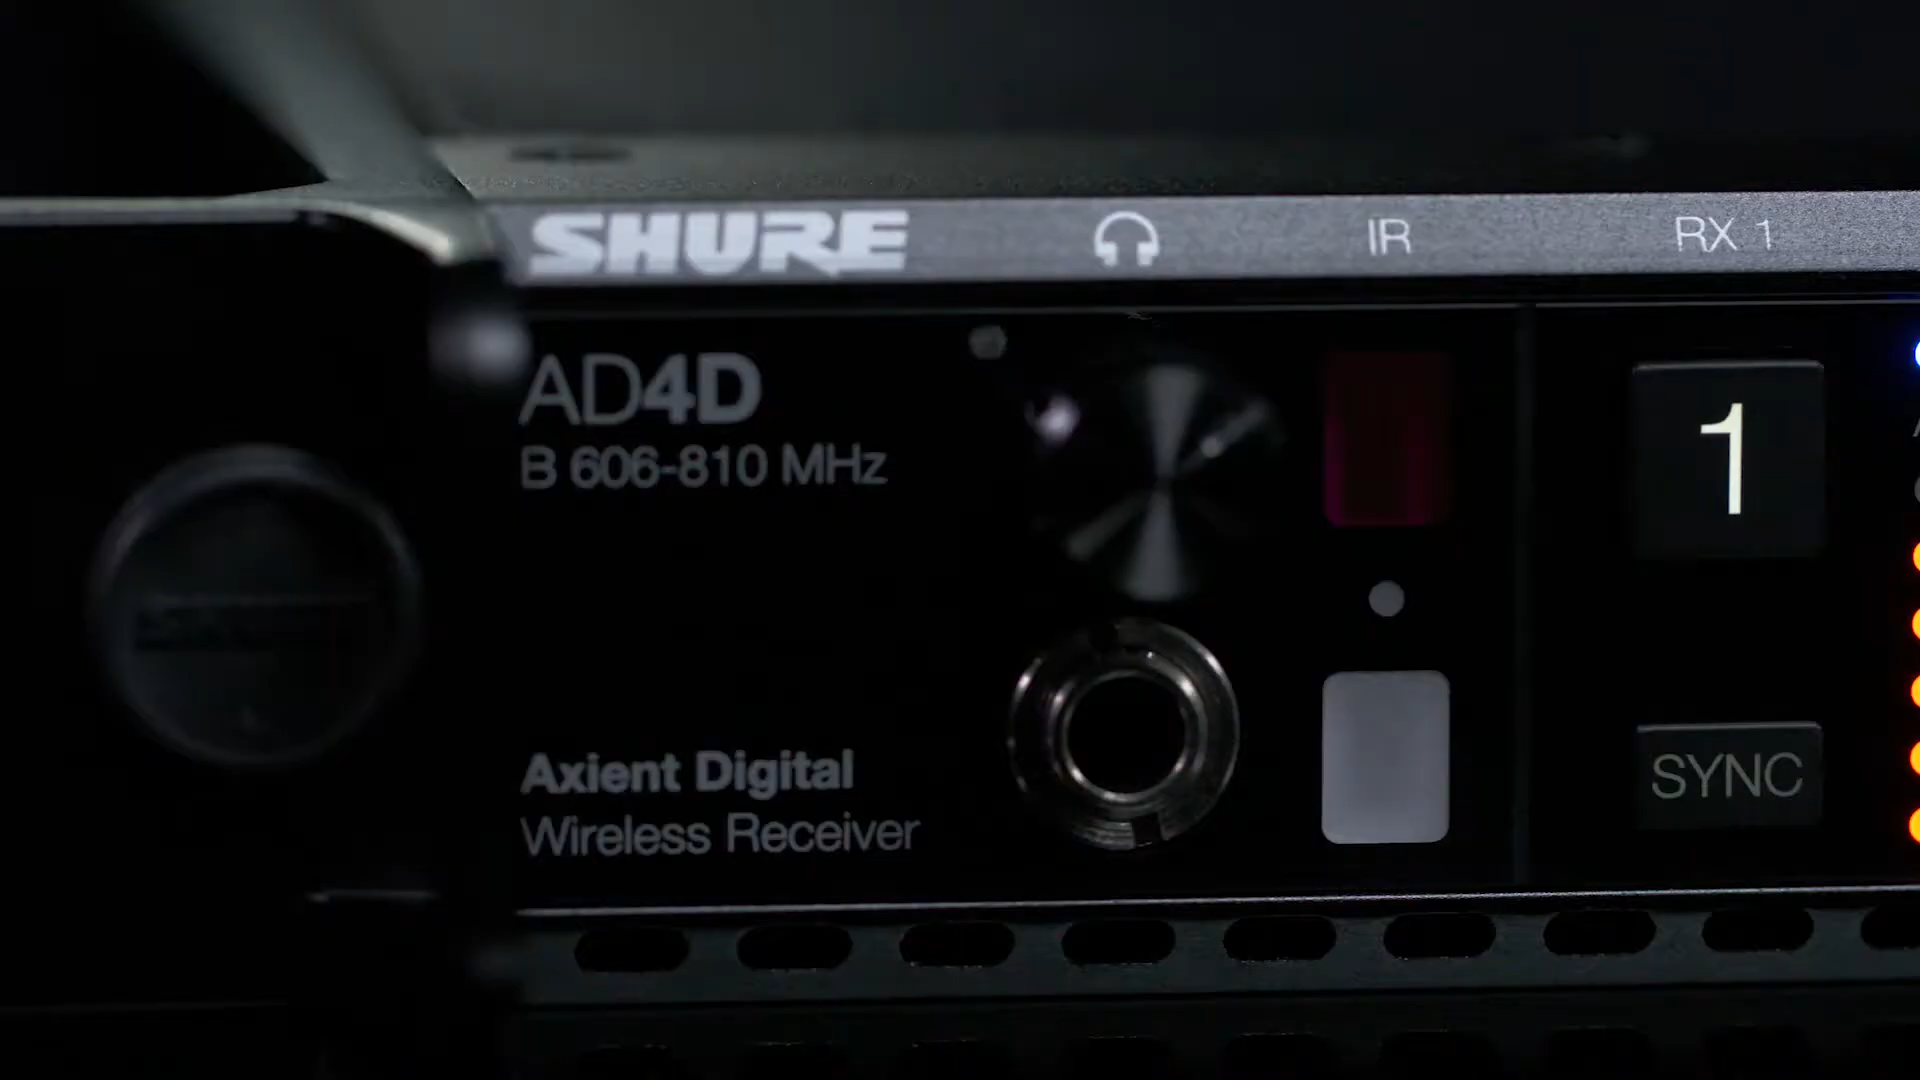 SHURE
IR
RX 1
AD4D
B 606-810 MHz
1
Axient Digital
Wireless Receiver
SYNC